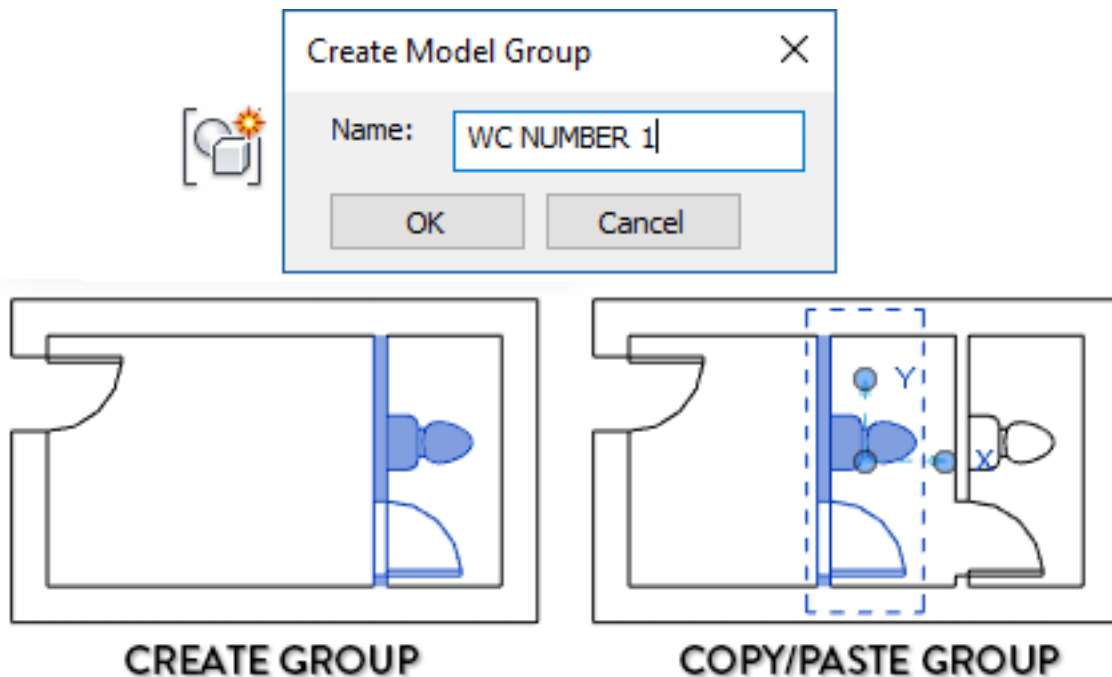 Create Model Group
Name:
WC NUMBER 1
OK
Cancel
Y
X
CREATE GROUP
COPY/PASTE GROUP